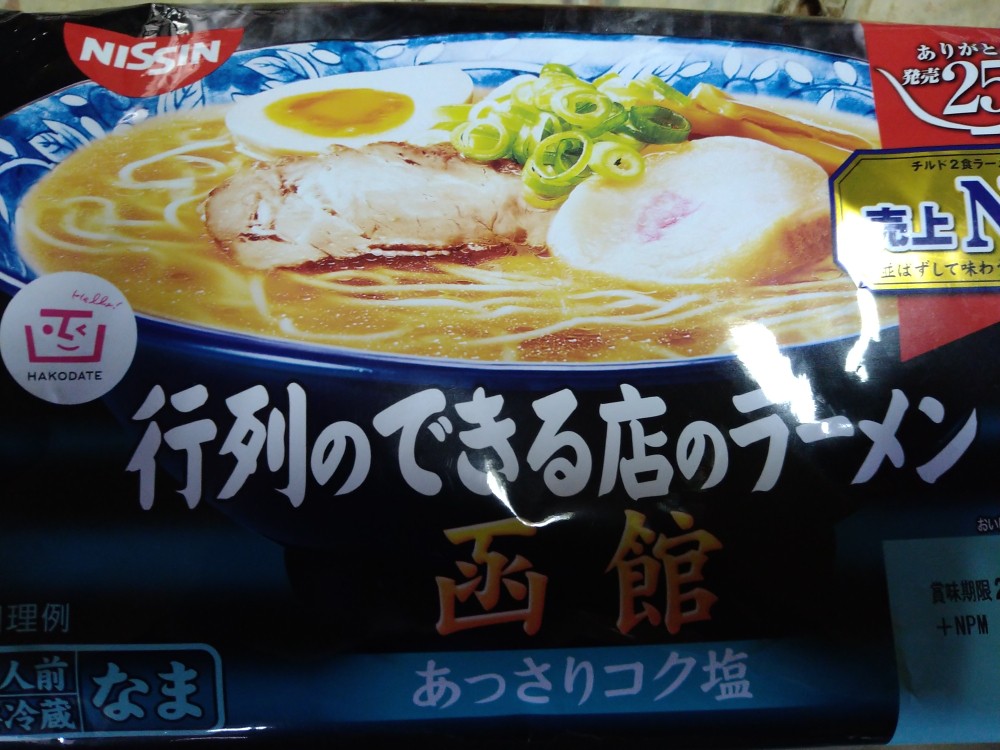 NISSIN
ありがと
発売25
チルド2食ラー
売上N
並はずして味わ
Hello!
HAKODATE
行列のできる店のラーメン
函館
あっさりコク塩
おい
賞味期限2
+NPM
理例
人前
冷蔵
なま